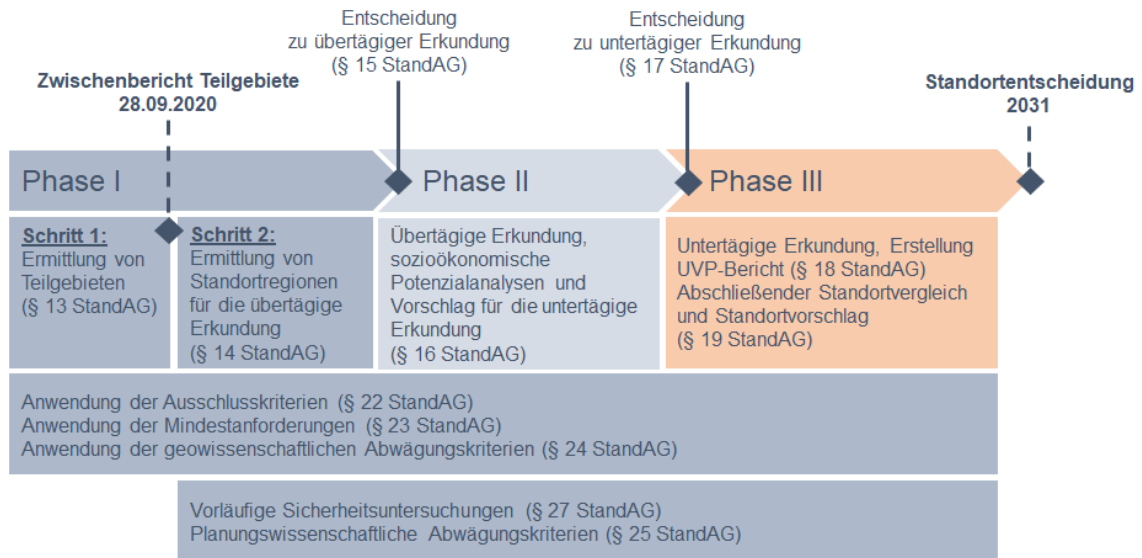 Entscheidung
zu übertägiger Erkundung
(§ 15 StandAG)
Entscheidung
zu untertägiger Erkundung
(§ 17 StandAG)
Zwischenbericht Teilgebiete
28.09.2020
Standortentscheidung
2031
Phase I
Phase II
Phase III
Schritt 1:
Ermittlung von
Teilgebieten
(§ 13 StandAG)
Schritt 2:
Ermittlung von
Standortregionen
für die übertägige
Erkundung
(§ 14 StandAG)
Übertägige Erkundung,
sozioökonomische
Potenzialanalysen und
Vorschlag für die untertägige
Erkundung
(§ 16 StandAG)
Untertägige Erkundung, Erstellung
UVP-Bericht (§ 18 StandAG)
Abschließender Standortvergleich
und Standortvorschlag
(§ 19 StandAG)
Anwendung der Ausschlusskriterien (§ 22 StandAG)
Anwendung der Mindestanforderungen (§ 23 StandAG)
Anwendung der geowissenschaftlichen Abwägungskriterien (§ 24 StandAG)
Vorläufige Sicherheitsuntersuchungen (§ 27 StandAG)
Planungswissenschaftliche Abwägungskriterien (§ 25 StandAG)